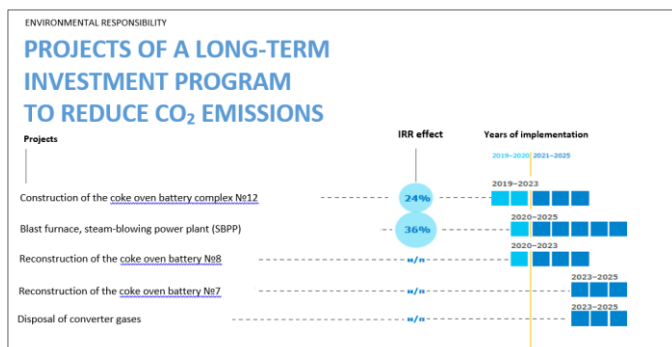 ENVIRONMENTAL RESPONSIBILITY
PROJECTS OF A LONG-TERM
INVESTMENT PROGRAM
TO REDUCE CO₂ EMISSIONS
Projects
IRR effect
Years of implementation
2019–2020 2021–2025
2019–2023
Construction of the coke oven battery complex №12
24%
2020–2025
Blast furnace, steam-blowing power plant (SBPP)
36%
2020–2023
Reconstruction of the coke oven battery №8
н/п
2023–2025
Reconstruction of the coke oven battery №7
н/п
2023–2025
Disposal of converter gases
н/п